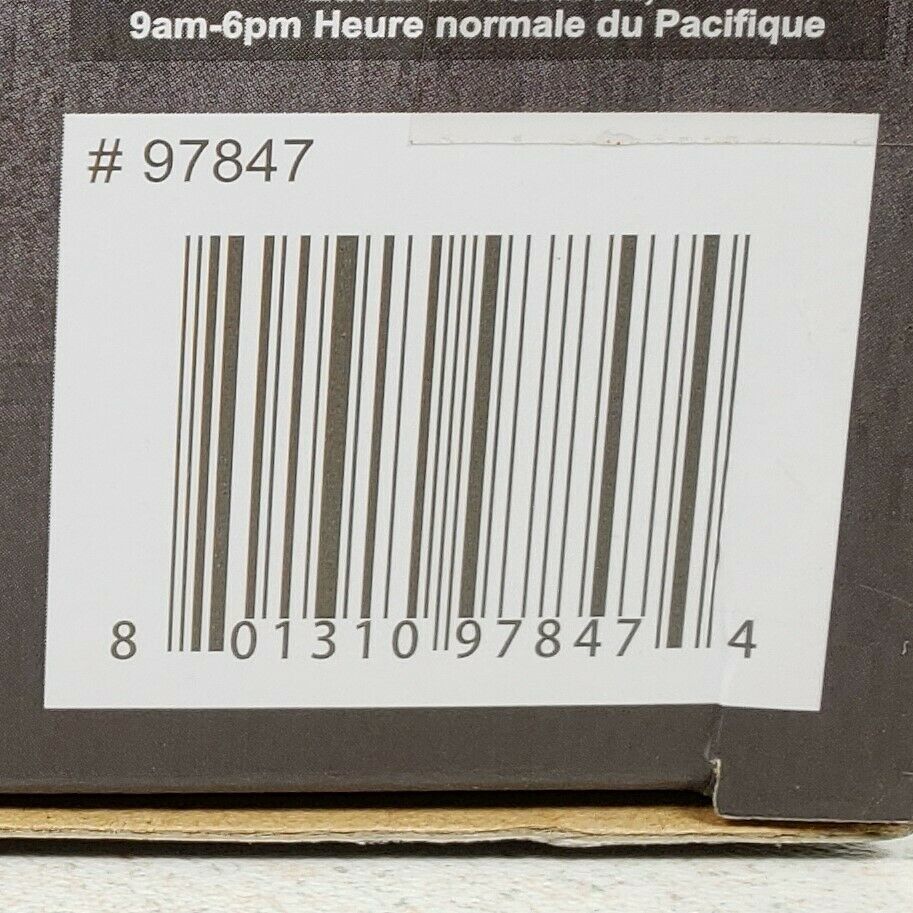 9am-6pm Heure normale du Pacifique
# 97847
8 01310 97847 4